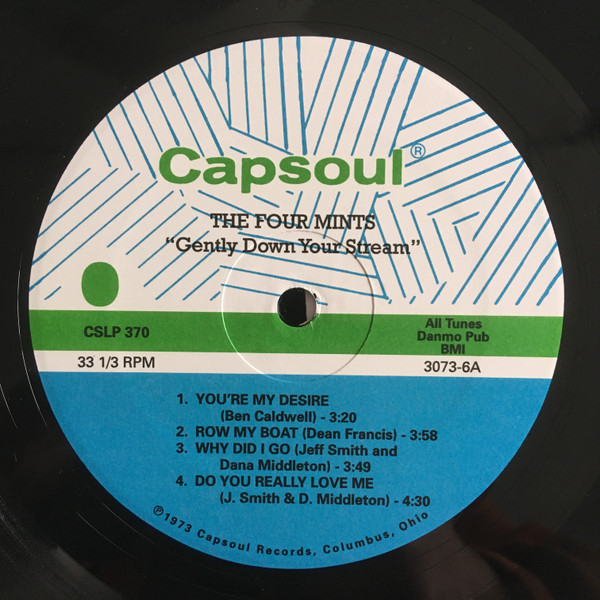 Capsoul®
THE FOUR MINTS
"Gently Down Your Stream"
CSLP 370
All Tunes
Danmo Pub
BMI
33 1/3 RPM
3073-6A
1. YOU'RE MY DESIRE
(Ben Caldwell) - 3:20
2. ROW MY BOAT (Dean Francis) - 3:58
3. WHY DID I GO (Jeff Smith and
Dana Middleton) - 3:49
4. DO YOU REALLY LOVE ME
(J. Smith & D. Middleton) - 4:30
℗1973 Capsoul Records, Columbus, Ohio